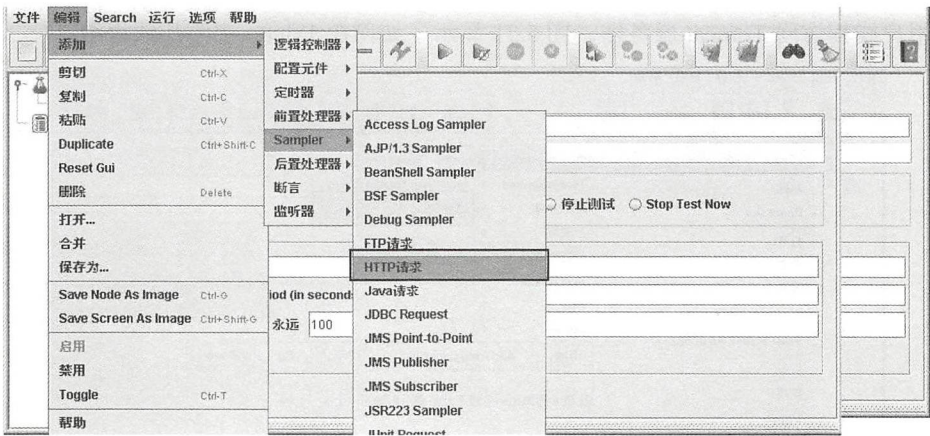 文件 编辑 Search 运行 选项 帮助
添加
剪切 Ctrl-X
复制 Ctrl-C
粘贴 Ctrl-V
Duplicate Ctrl+Shift-C
Reset Gui
删除 Delete
打开...
合并
保存为...
Save Node As Image Ctrl-G
Save Screen As Image Ctrl+Shift-G
启用
禁用
Toggle Ctrl-T
帮助
逻辑控制器
配置元件
定时器
前置处理器
Sampler
后置处理器
断言
监听器
Access Log Sampler
AJP/1.3 Sampler
BeanShell Sampler
BSF Sampler
Debug Sampler
FTP请求
HTTP请求
Java请求
JDBC Request
JMS Point-to-Point
JMS Publisher
JMS Subscriber
JSR223 Sampler
JUnit Request
停止测试 Stop Test Now
(in second
永远 100